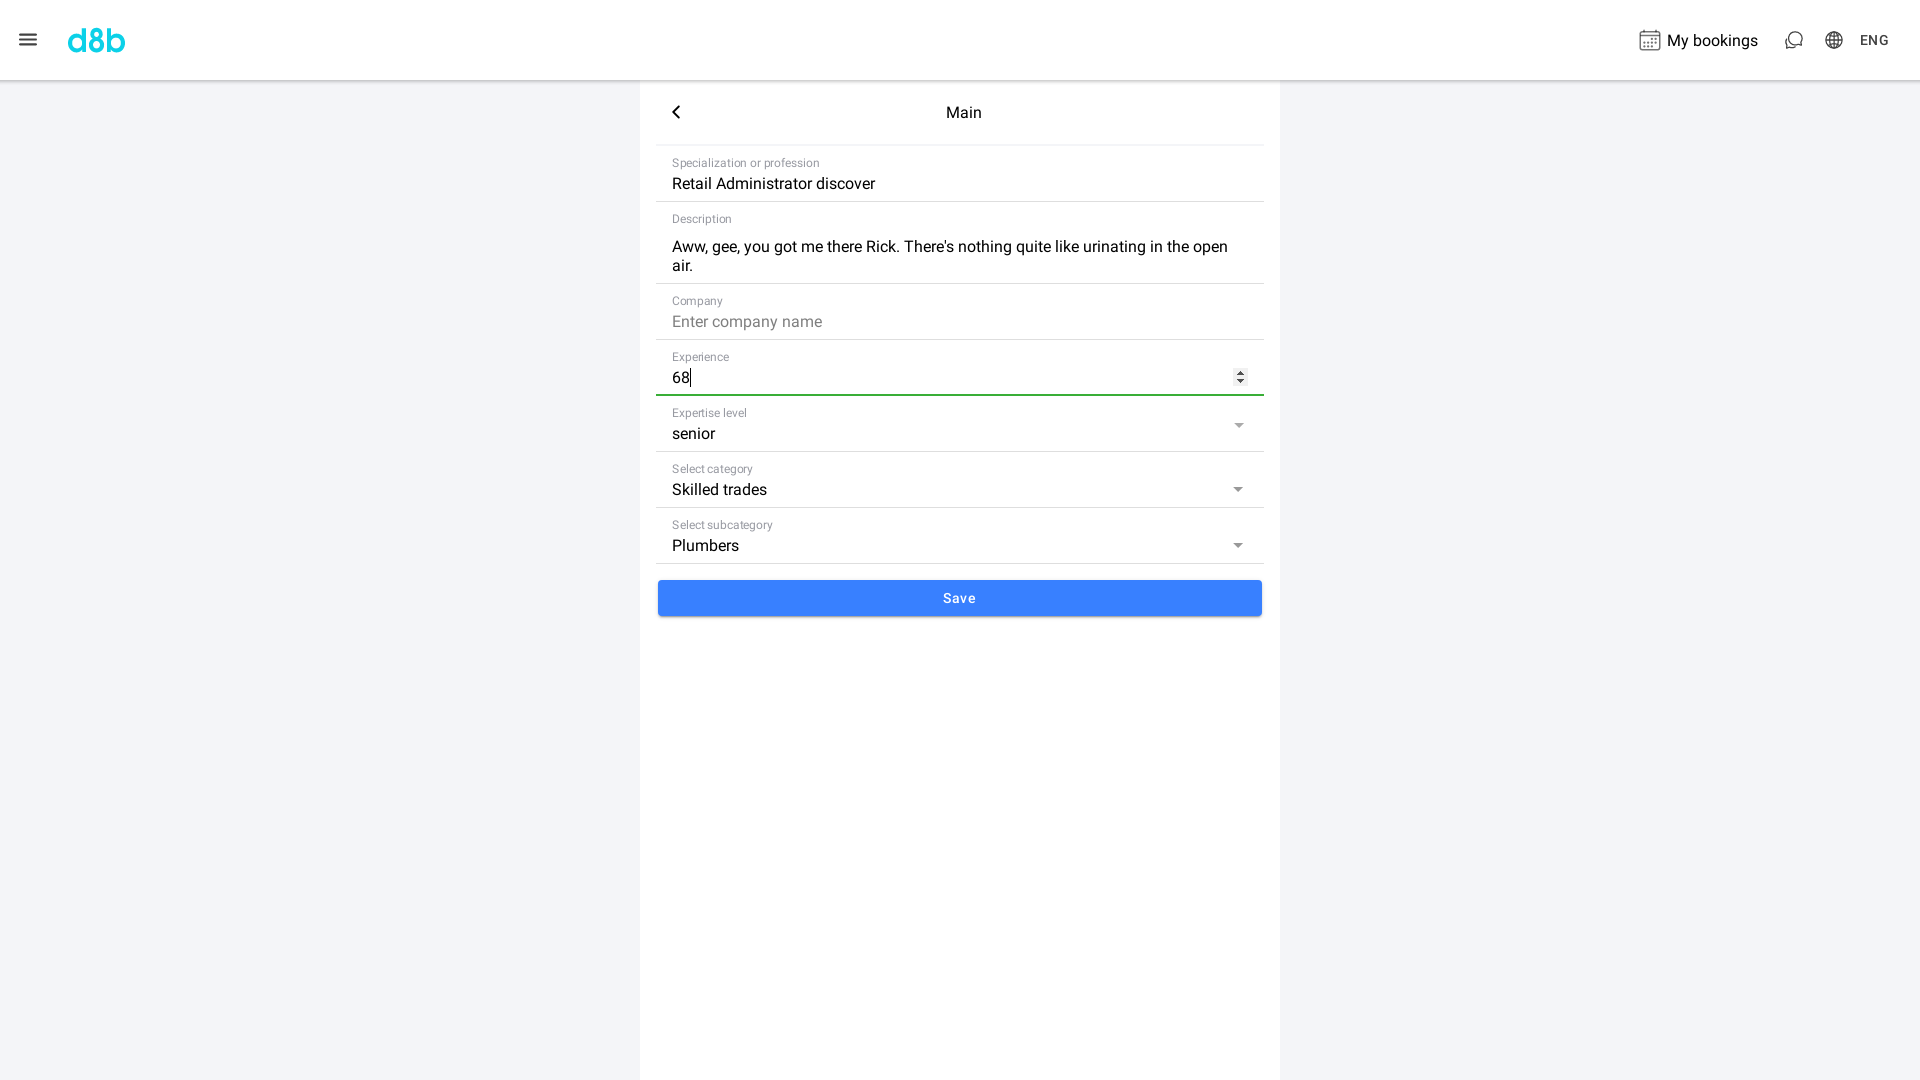 d8b
My bookings
ENG
Main
Specialization or profession
Retail Administrator discover
Description
Aww, gee, you got me there Rick. There's nothing quite like urinating in the open
air.
Company
Enter company name
Experience
68
Expertise level
senior
Select category
Skilled trades
Select subcategory
Plumbers
Save